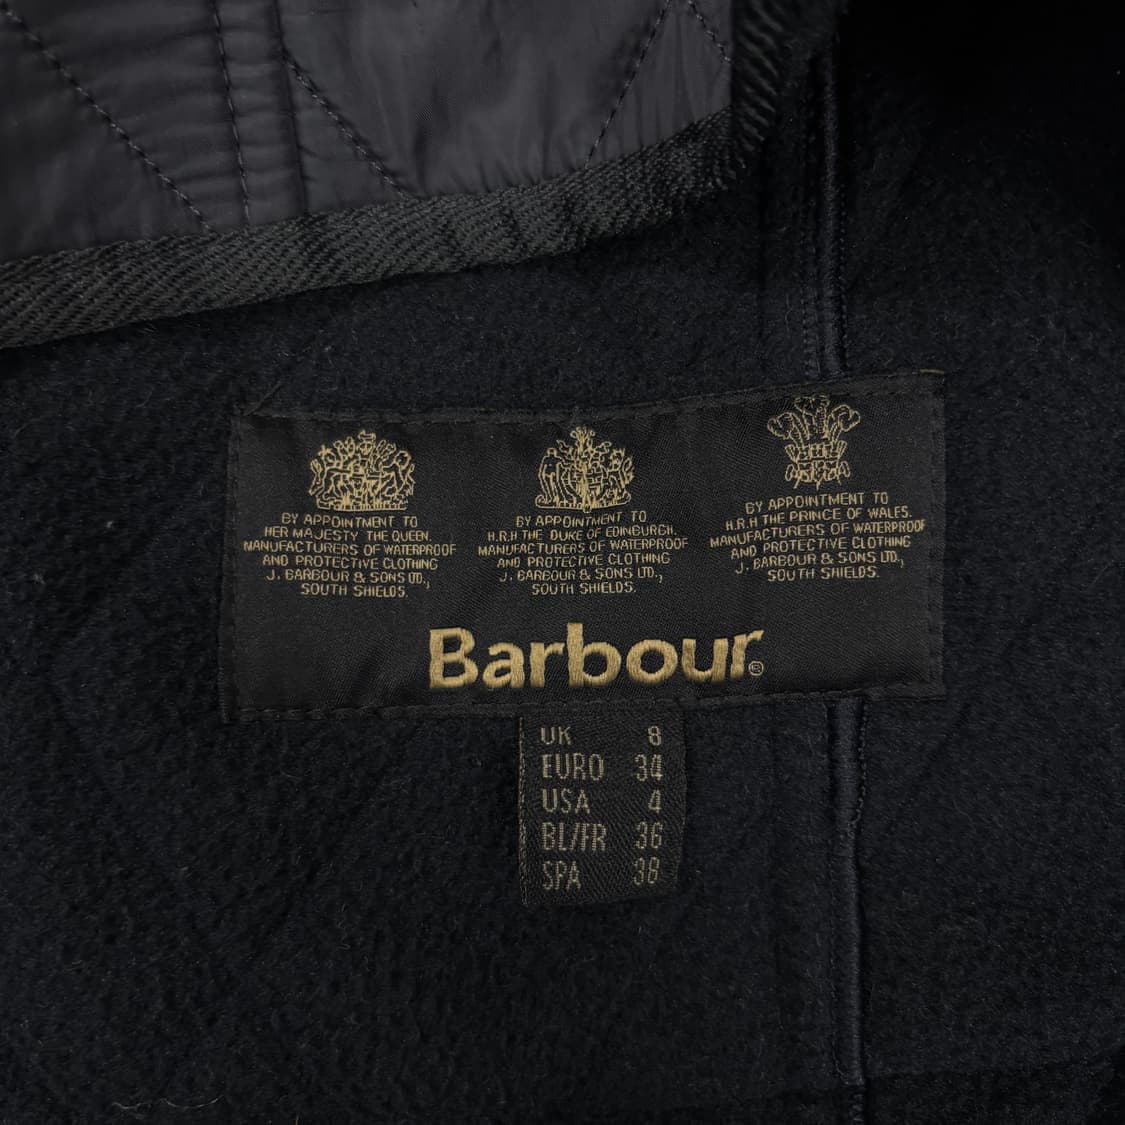 BY APPOINTMENT TO
HER MAJESTY THE QUEEN.
MANUFACTURERS OF WATERPROOF
AND PROTECTIVE CLOTHING
J. BARBOUR & SONS LTD.,
SOUTH SHIELDS.
BY APPOINTMENT TO
H.R.H THE DUKE OF EDINBURGH.
MANUFACTURERS OF WATERPROOF
AND PROTECTIVE CLOTHING
J. BARBOUR & SONS LTD.,
SOUTH SHIELDS.
BY APPOINTMENT TO
H.R.H THE PRINCE OF WALES.
MANUFACTURERS OF WATERPROOF
AND PROTECTIVE CLOTHING
J. BARBOUR & SONS LTD.,
SOUTH SHIELDS.
Barbour®
UK 8
EURO 34
USA 4
BL/FR 36
SPA 38